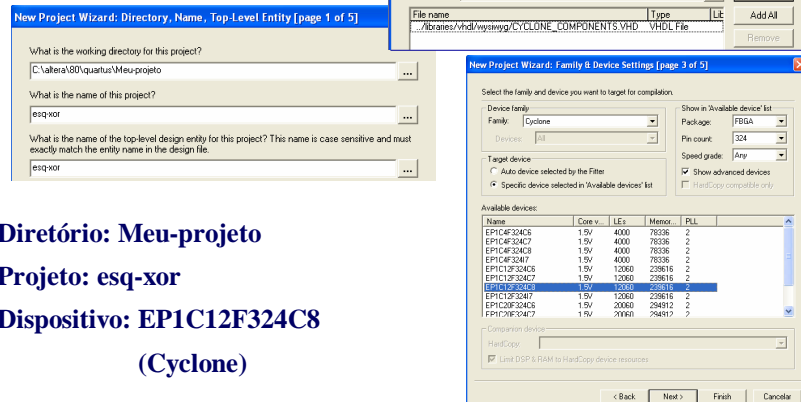 New Project Wizard: Directory, Name, Top-Level Entity [page 1 of 5]
What is the working directory for this project?
C:\altera\80\quartus\Meu-projeto
...
What is the name of this project?
esq-xor
...
What is the name of the top-level design entity for this project? This name is case sensitive and must
exactly match the entity name in the design file.
esq-xor
...
File name Type Lib
../libraries/vhdl/wysiwyg/CYCLONE_COMPONENTS.VHD VHDL File
Add All
Remove
New Project Wizard: Family & Device Settings [page 3 of 5]
Select the family and device you want to target for compilation.
Device family
Family: Cyclone
Devices: All
Target device
Auto device selected by the Fitter
Specific device selected in 'Available devices' list
Show in 'Available device' list
Package: FBGA
Pin count: 324
Speed grade: Any
Show advanced devices
HardCopy compatible only
Available devices:
Name Core v... LEs Memor... PLL
EP1C4F324C6 1.5V 4000 78336 2
EP1C4F324C7 1.5V 4000 78336 2
EP1C4F324C8 1.5V 4000 78336 2
EP1C4F324I7 1.5V 4000 78336 2
EP1C12F324C6 1.5V 12060 239616 2
EP1C12F324C7 1.5V 12060 239616 2
EP1C12F324C8 1.5V 12060 239616 2
EP1C12F324I7 1.5V 12060 239616 2
EP1C20F324C6 1.5V 20060 294912 2
EP1C20F324C7 1.5V 20060 294912 2
Companion device
HardCopy:
Limit DSP & RAM to HardCopy device resources
< Back Next > Finish Cancelar
Diretório: Meu-projeto
Projeto: esq-xor
Dispositivo: EP1C12F324C8
(Cyclone)